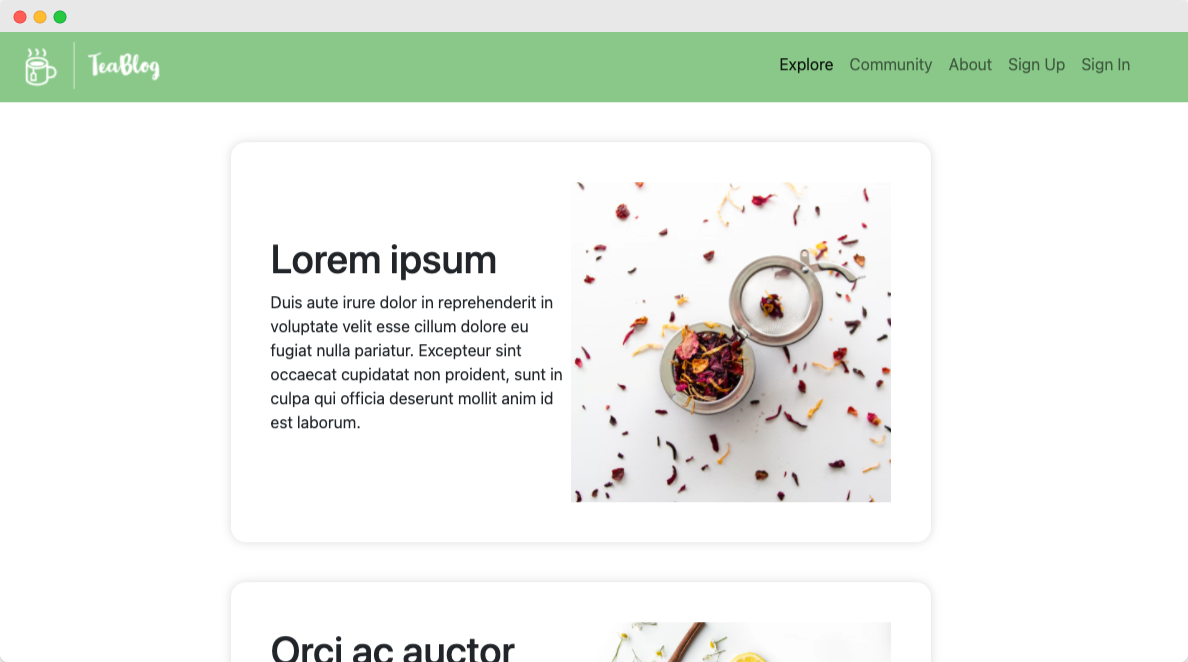 TeaBlog
Explore Community About Sign Up Sign In
Lorem ipsum
Duis aute irure dolor in reprehenderit in
voluptate velit esse cillum dolore eu
fugiat nulla pariatur. Excepteur sint
occaecat cupidatat non proident, sunt in
culpa qui officia deserunt mollit anim id
est laborum.
Orci ac auctor